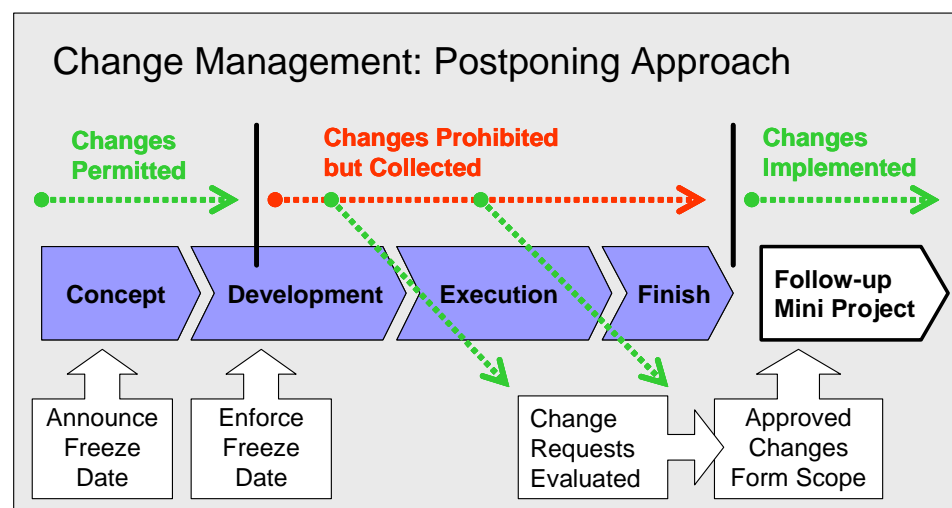 Change Management: Postponing Approach
Changes
Permitted
Changes Prohibited
but Collected
Changes
Implemented
Concept
Development
Execution
Finish
Follow-up
Mini Project
Announce
Freeze
Date
Enforce
Freeze
Date
Change
Requests
Evaluated
Approved
Changes
Form Scope